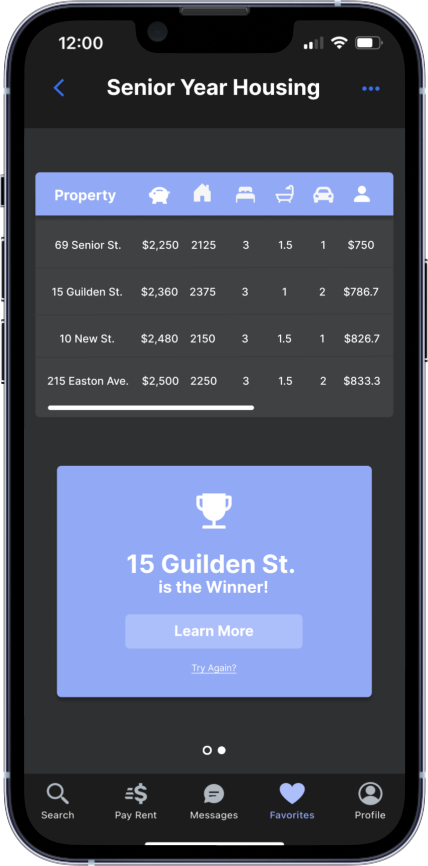 12:00
Senior Year Housing
Property
69 Senior St. $2,250 2125 3 1.5 1 $750
15 Guilden St. $2,360 2375 3 1 2 $786.7
10 New St. $2,480 2150 3 1.5 1 $826.7
215 Easton Ave. $2,500 2250 3 1.5 2 $833.3
15 Guilden St.
is the Winner!
Learn More
Try Again?
Search Pay Rent Messages Favorites Profile